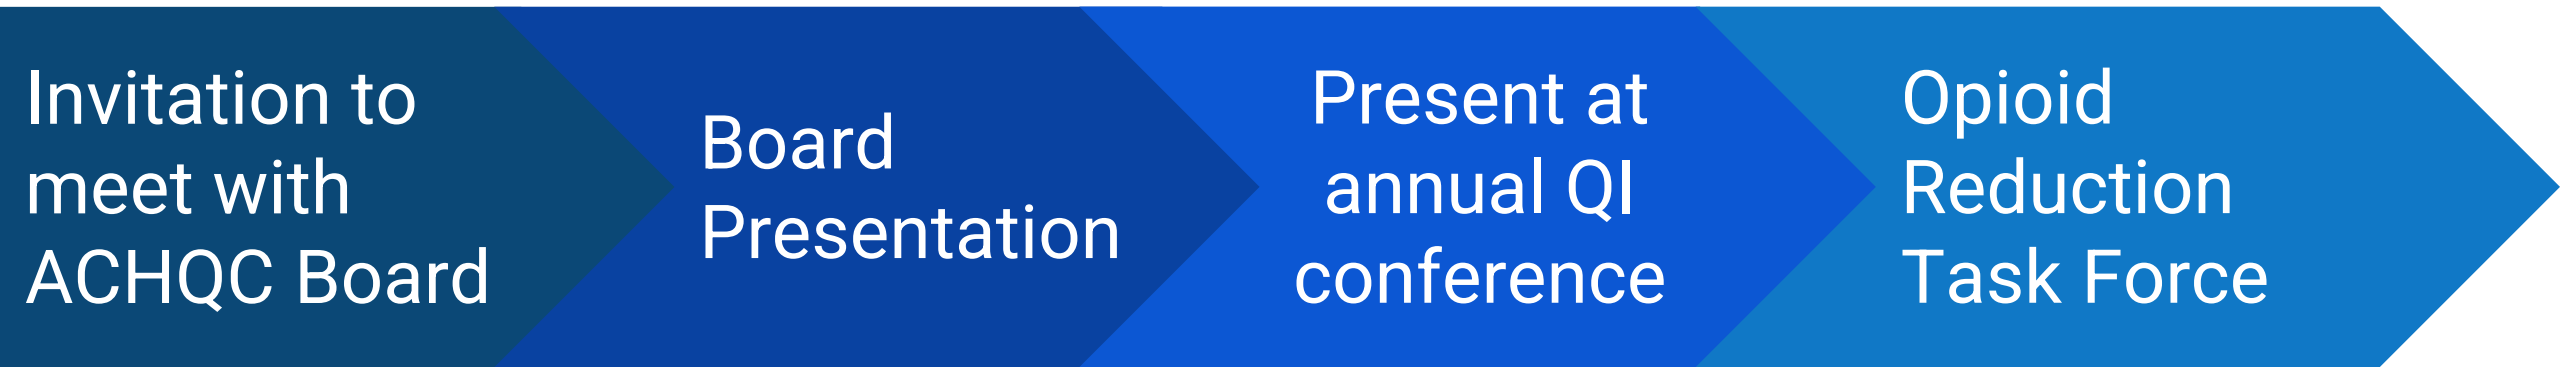 Invitation to
meet with
ACHQC Board
Board
Presentation
Present at
annual QI
conference
Opioid
Reduction
Task Force